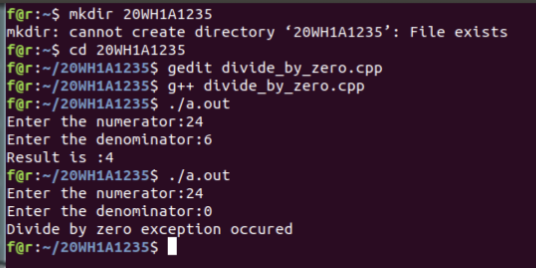 f@r:~$ mkdir 20WH1A1235
mkdir: cannot create directory ‘20WH1A1235’: File exists
f@r:~$ cd 20WH1A1235
f@r:~/20WH1A1235$ gedit divide_by_zero.cpp
f@r:~/20WH1A1235$ g++ divide_by_zero.cpp
f@r:~/20WH1A1235$ ./a.out
Enter the numerator:24
Enter the denominator:6
Result is :4
f@r:~/20WH1A1235$ ./a.out
Enter the numerator:24
Enter the denominator:0
Divide by zero exception occured
f@r:~/20WH1A1235$